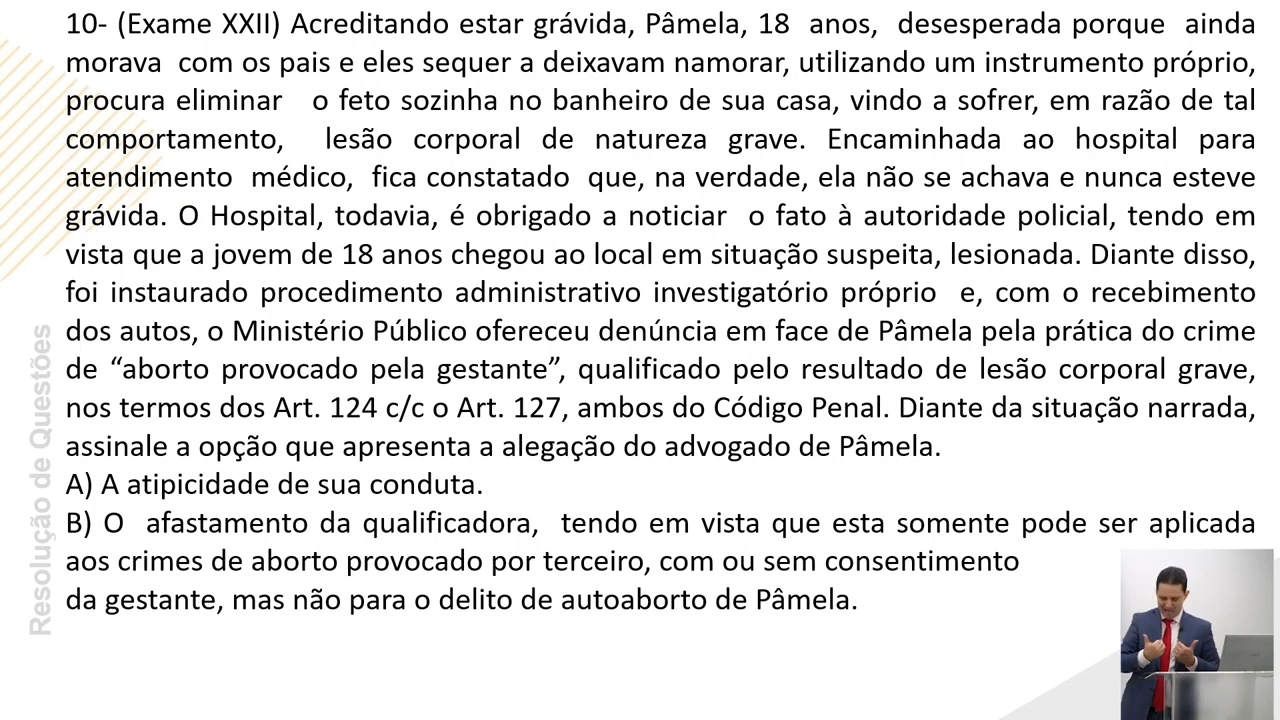 10- (Exame XXII) Acreditando estar grávida, Pâmela, 18 anos, desesperada porque ainda
morava com os pais e eles sequer a deixavam namorar, utilizando um instrumento próprio,
procura eliminar o feto sozinha no banheiro de sua casa, vindo a sofrer, em razão de tal
comportamento, lesão corporal de natureza grave. Encaminhada ao hospital para
atendimento médico, fica constatado que, na verdade, ela não se achava e nunca esteve
grávida. O Hospital, todavia, é obrigado a noticiar o fato à autoridade policial, tendo em
vista que a jovem de 18 anos chegou ao local em situação suspeita, lesionada. Diante disso,
foi instaurado procedimento administrativo investigatório próprio e, com o recebimento
dos autos, o Ministério Público ofereceu denúncia em face de Pâmela pela prática do crime
de “aborto provocado pela gestante”, qualificado pelo resultado de lesão corporal grave,
nos termos dos Art. 124 c/c o Art. 127, ambos do Código Penal. Diante da situação narrada,
assinale a opção que apresenta a alegação do advogado de Pâmela.
A) A atipicidade de sua conduta.
B) O afastamento da qualificadora, tendo em vista que esta somente pode ser aplicada
aos crimes de aborto provocado por terceiro, com ou sem consentimento
da gestante, mas não para o delito de autoaborto de Pâmela.
Resolução de Questões